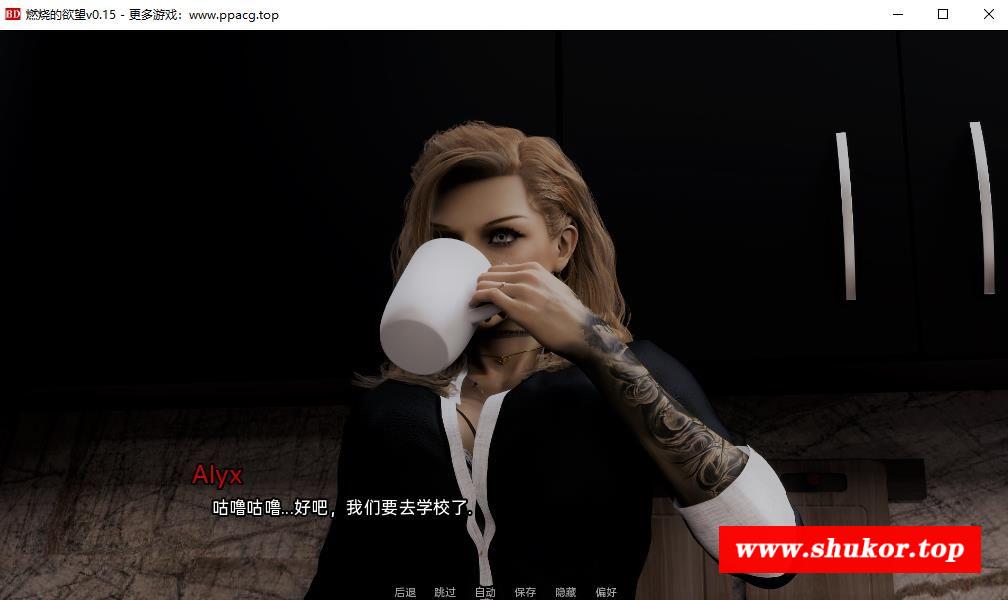 BD 燃烧的欲望v0.15 - 更多游戏：www.ppacg.top
Alyx
咕噜咕噜...好吧，我们要去学校了.
www.shukor.top
后退 跳过 自动 保存 隐藏 偏好